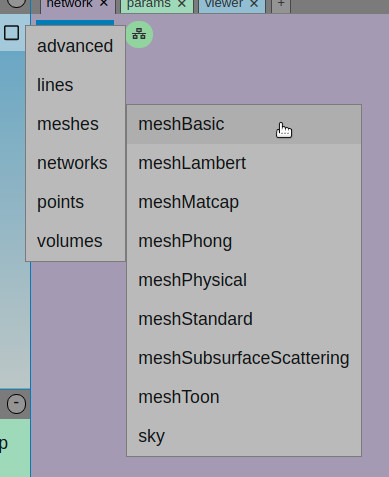 network × params × viewer × +
advanced
lines
meshes
networks
points
volumes
meshBasic
meshLambert
meshMatcap
meshPhong
meshPhysical
meshStandard
meshSubsurfaceScattering
meshToon
sky
-
p